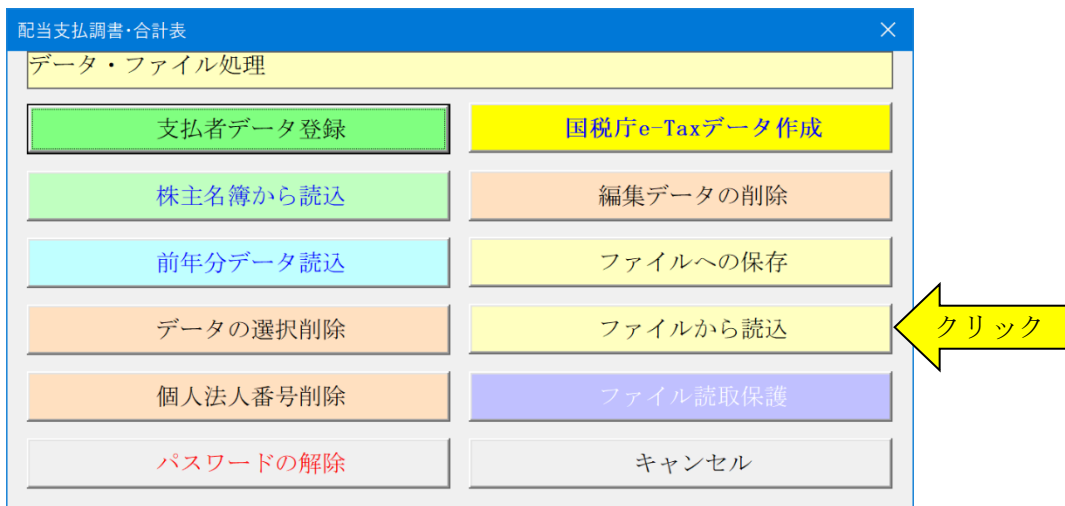 配当支払調書・合計表
データ・ファイル処理
支払者データ登録
国税庁e-Taxデータ作成
株主名簿から読込
編集データの削除
前年分データ読込
ファイルへの保存
データの選択削除
ファイルから読込
クリック
個人法人番号削除
ファイル読取保護
パスワードの解除
キャンセル